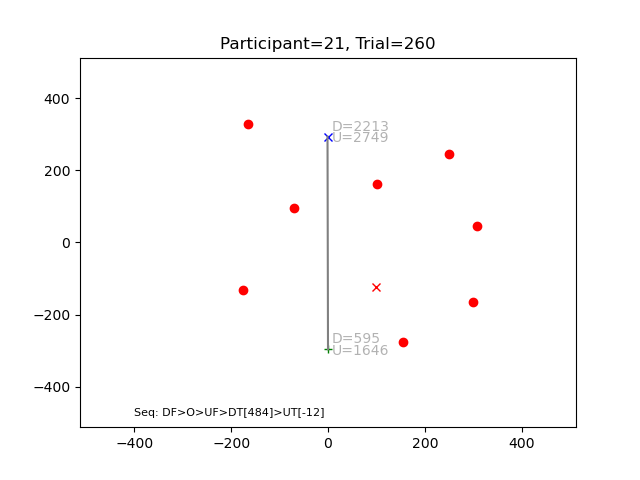 Participant=21, Trial=260
400
200
0
−200
−400
D=2213
U=2749
D=595
U=1646
Seq: DF>O>UF>DT[484]>UT[-12]
−400 −200 0 200 400